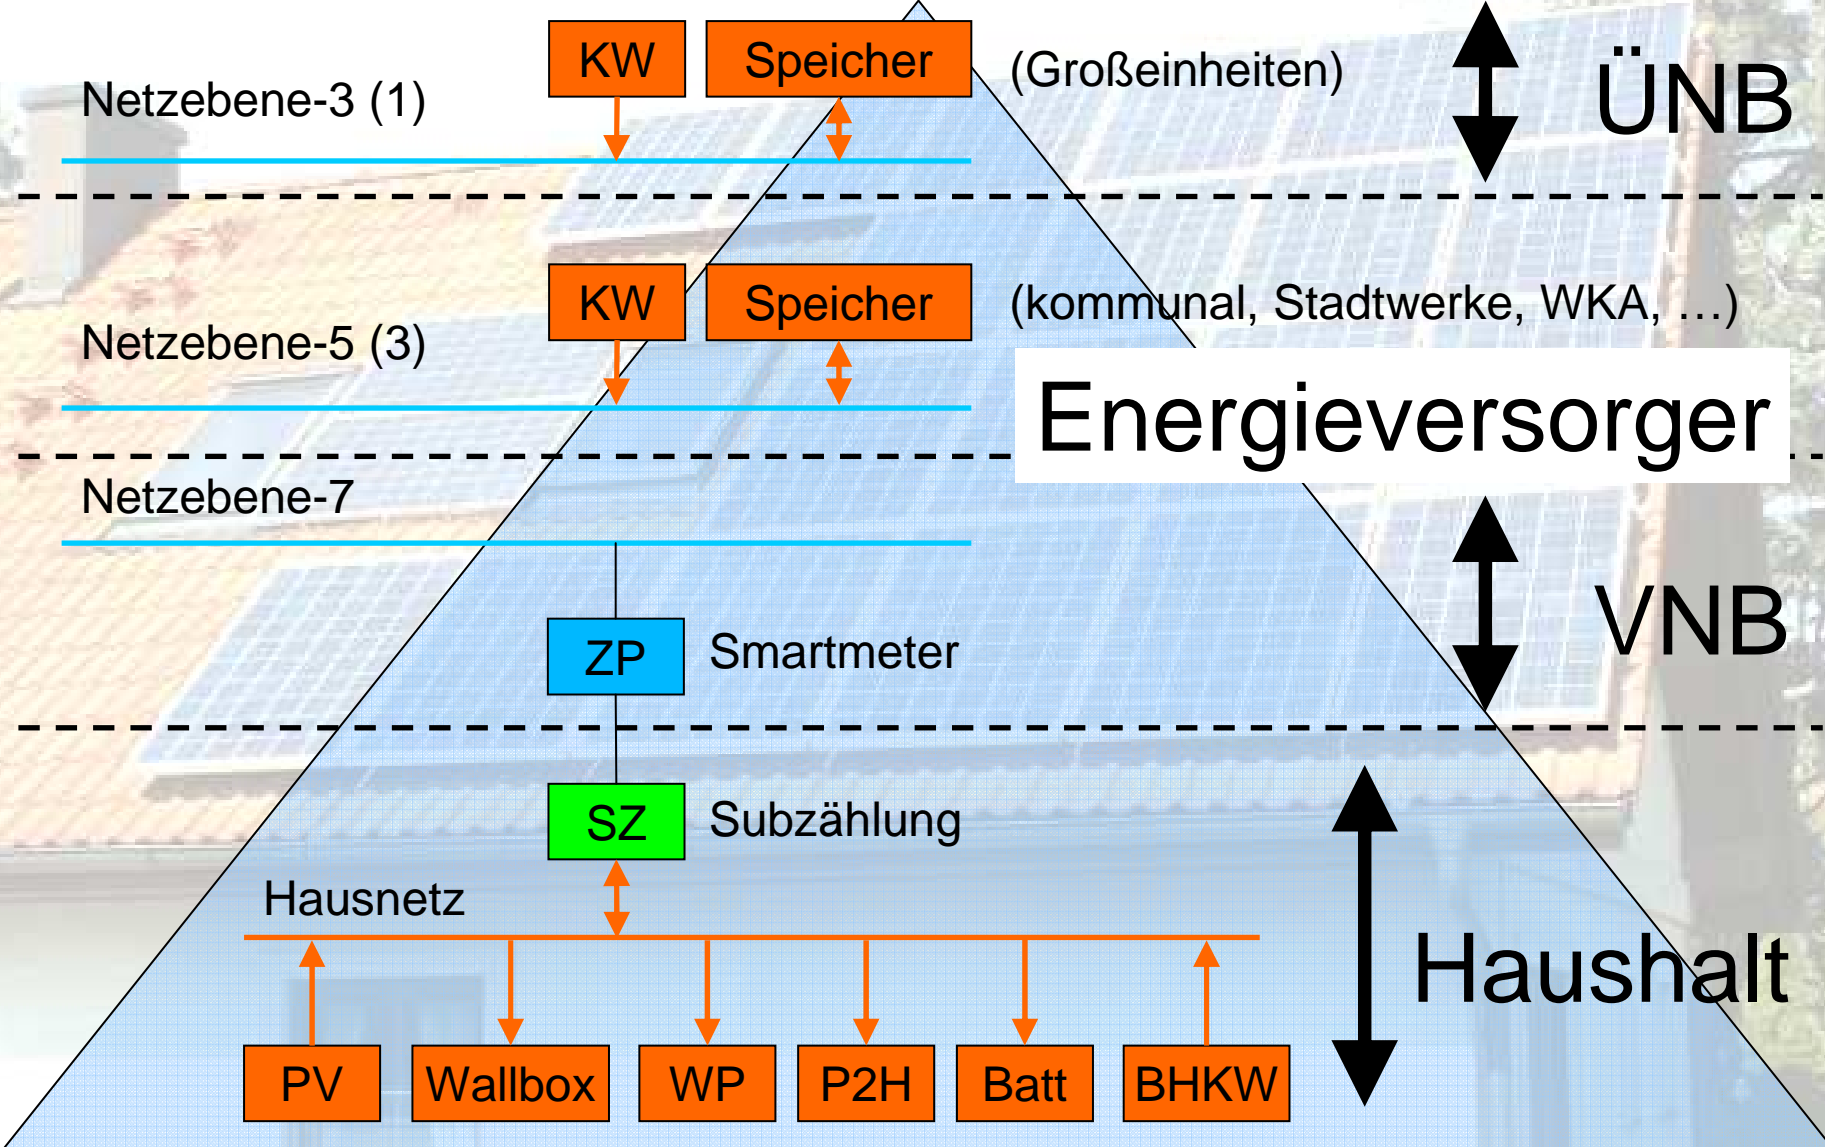 KW Speicher (Großeinheiten) ÜNB
Netzebene-3 (1)
KW Speicher (kommunal, Stadtwerke, WKA, …)
Netzebene-5 (3)
Energieversorger
Netzebene-7
ZP Smartmeter VNB
SZ Subzählung
Hausnetz
Haushalt
PV Wallbox WP P2H Batt BHKW